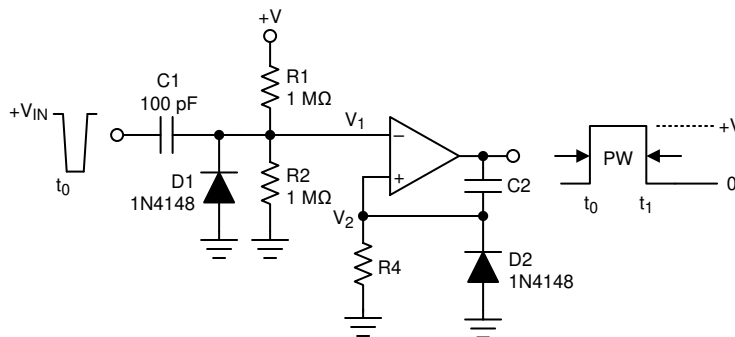 +V
C1
100 pF
R1
1 MΩ
+VIN
t0
V1
D1
1N4148
R2
1 MΩ
V2
R4
C2
D2
1N4148
PW
+V
0
t0
t1
−
+